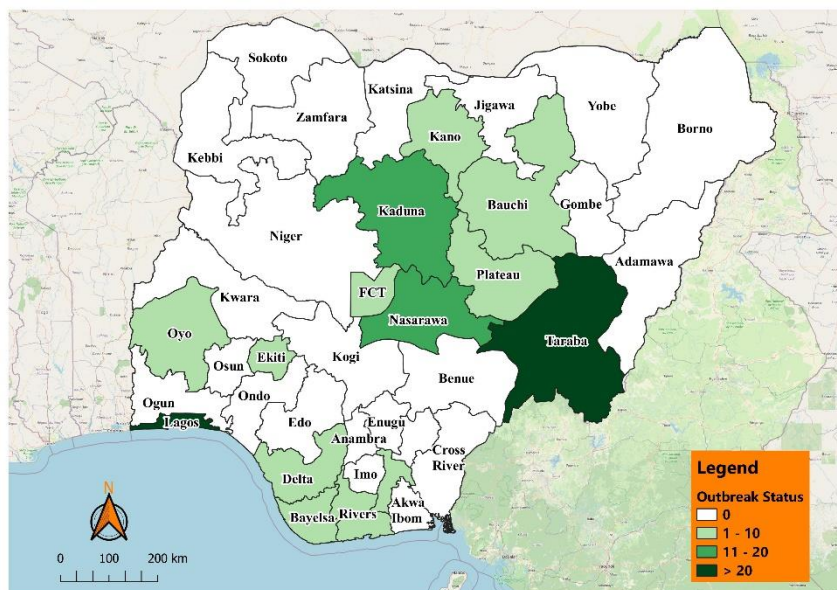 Sokoto
Katsina
Jigawa
Yobe
Borno
Zamfara
Kano
Kebbi
Kaduna
Bauchi
Gombe
Niger
Adamawa
Plateau
FCT
Kwara
Nasarawa
Taraba
Oyo
Osun
Ekiti
Kogi
Benue
Ogun
Ondo
Lagos
Edo
Enugu
Anambra
Cross
River
Delta
Imo
Bayelsa
Rivers
Akwa
Ibom
N
0 100 200 km
Legend
Outbreak Status
0
1 - 10
11 - 20
> 20